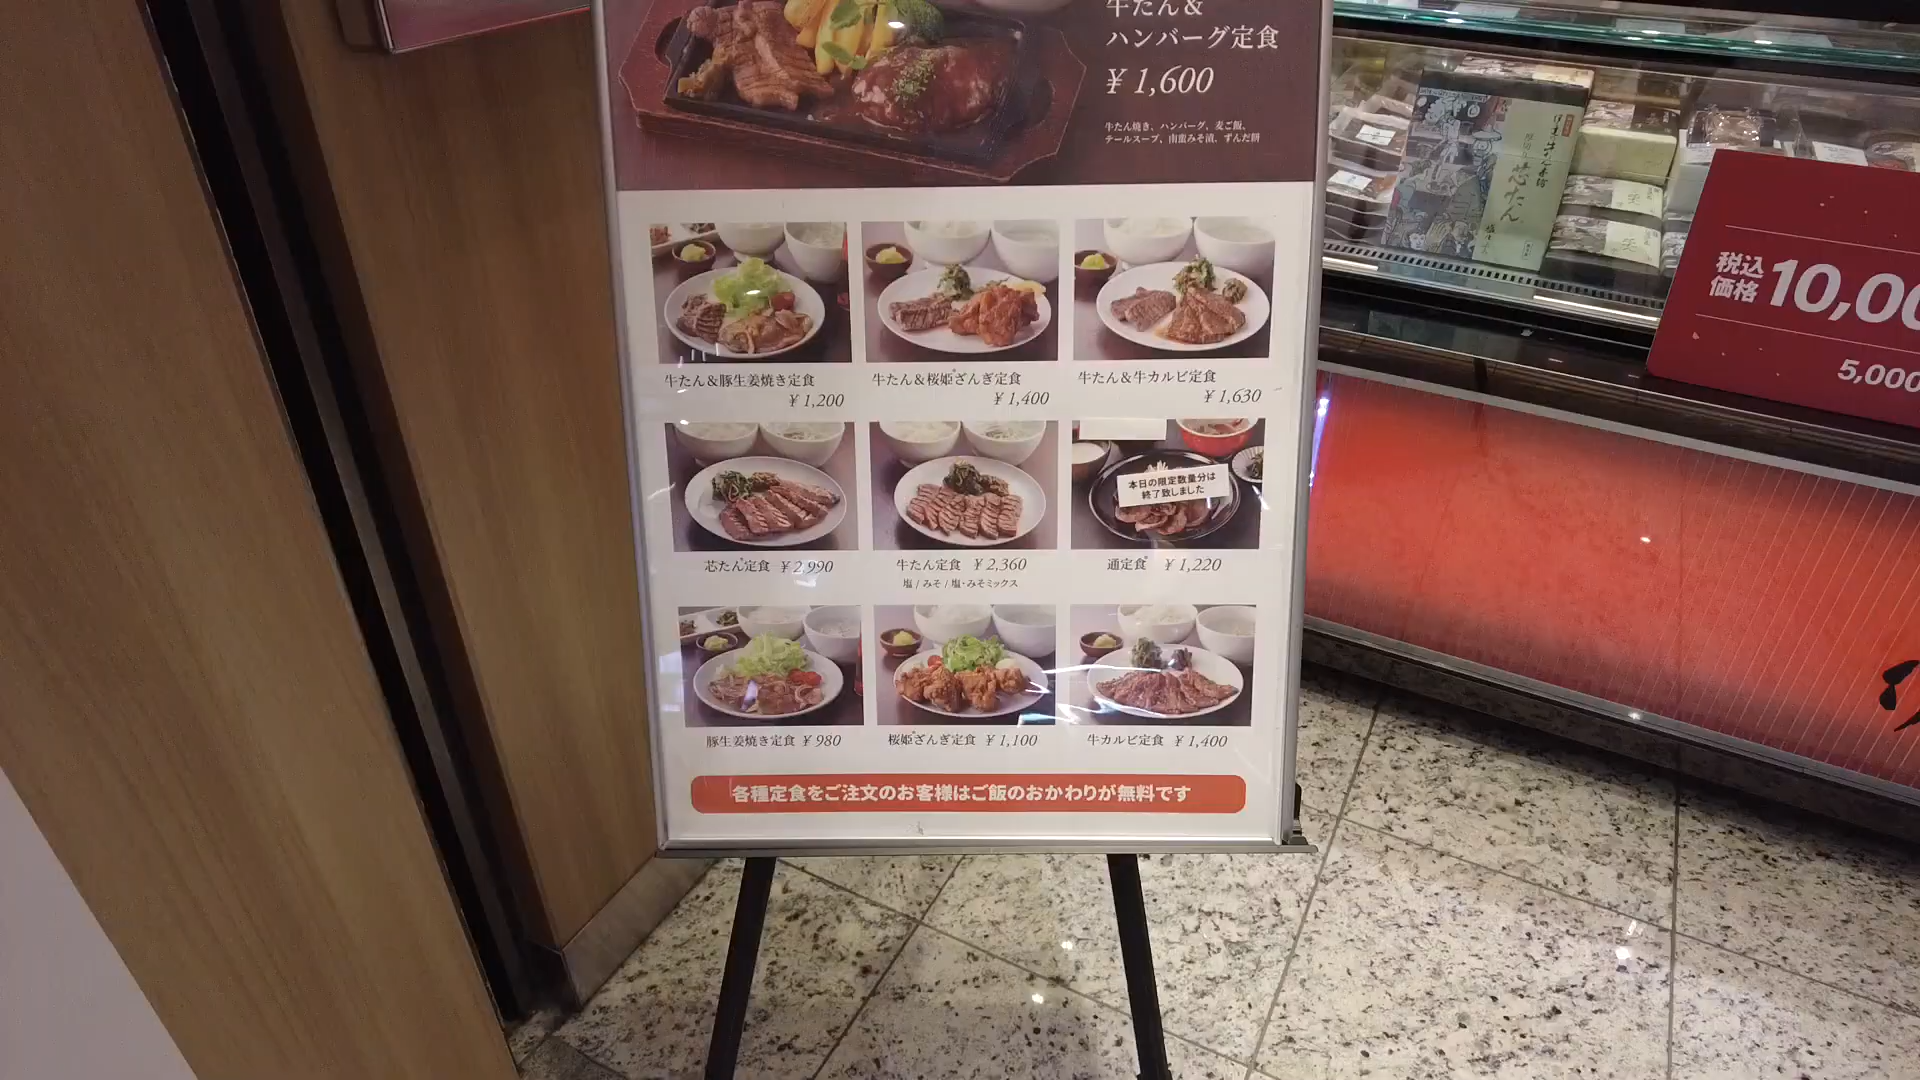 牛たん＆
ハンバーグ定食
¥ 1,600
牛たん焼き、ハンバーグ、麦ご飯、
テールスープ、南蛮みそ漬、ずんだ餅
牛たん＆豚生姜焼き定食
¥ 1,200
牛たん＆桜姫®ざんぎ定食
¥ 1,400
牛たん＆牛カルビ定食
¥ 1,630
本日の限定数量分は
終了致しました
芯たん®定食 ¥ 2,990
牛たん定食 ¥ 2,360
塩 / みそ / 塩・みそミックス
通定食® ¥ 1,220
豚生姜焼き定食 ¥ 980
桜姫®ざんぎ定食 ¥ 1,100
牛カルビ定食 ¥ 1,400
各種定食をご注文のお客様はご飯のおかわりが無料です
芯たん
税込
価格
10,00
5,000